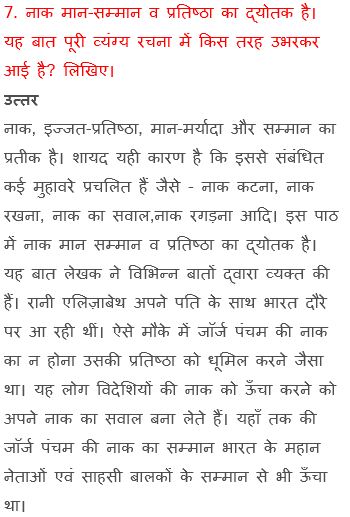 7. नाक मान-सम्मान व प्रतिष्ठा का द्योतक है।
यह बात पूरी व्यंग्य रचना में किस तरह उभरकर
आई है? लिखिए।
उत्तर
नाक, इज्जत-प्रतिष्ठा, मान-मर्यादा और सम्मान का
प्रतीक है। शायद यही कारण है कि इससे संबंधित
कई मुहावरे प्रचलित हैं जैसे - नाक कटना, नाक
रखना, नाक का सवाल,नाक रगड़ना आदि। इस पाठ
में नाक मान सम्मान व प्रतिष्ठा का द्योतक है।
यह बात लेखक ने विभिन्न बातों द्वारा व्यक्त की
हैं। रानी एलिज़ाबेथ अपने पति के साथ भारत दौरे
पर आ रही थीं। ऐसे मौके में जॉर्ज पंचम की नाक
का न होना उसकी प्रतिष्ठा को धूमिल करने जैसा
था। यह लोग विदेशियों की नाक को ऊँचा करने को
अपने नाक का सवाल बना लेते हैं। यहाँ तक की
जॉर्ज पंचम की नाक का सम्मान भारत के महान
नेताओं एवं साहसी बालकों के सम्मान से भी ऊँचा
था।